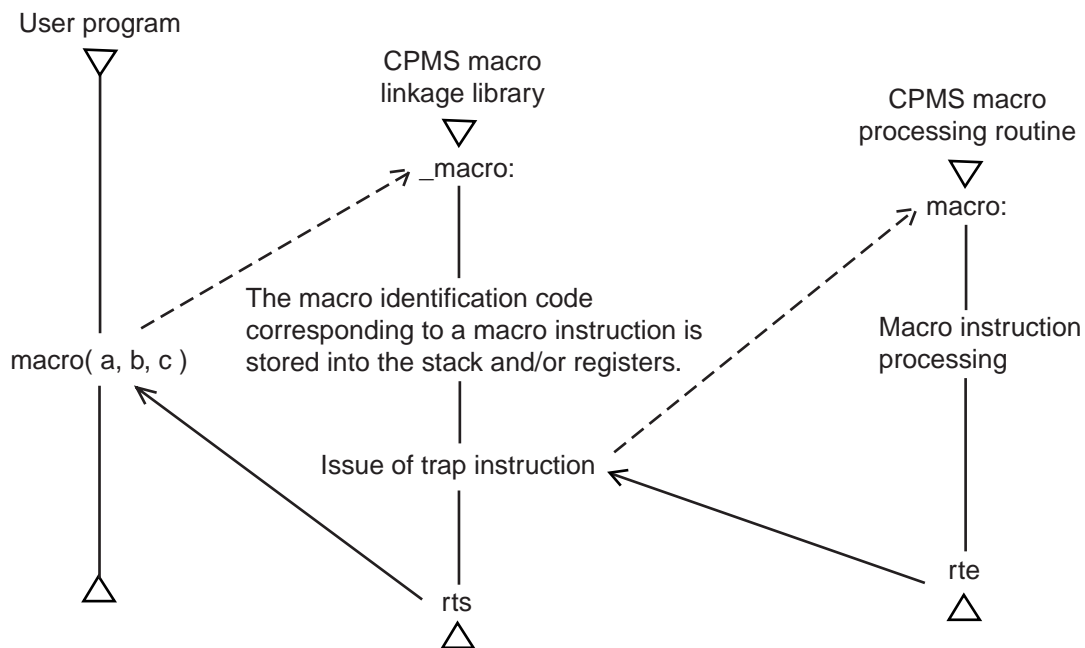 User program
CPMS macro
linkage library
CPMS macro
processing routine
_macro:
macro:
The macro identification code
corresponding to a macro instruction is
stored into the stack and/or registers.
Macro instruction
processing
macro( a, b, c )
Issue of trap instruction
rte
rts